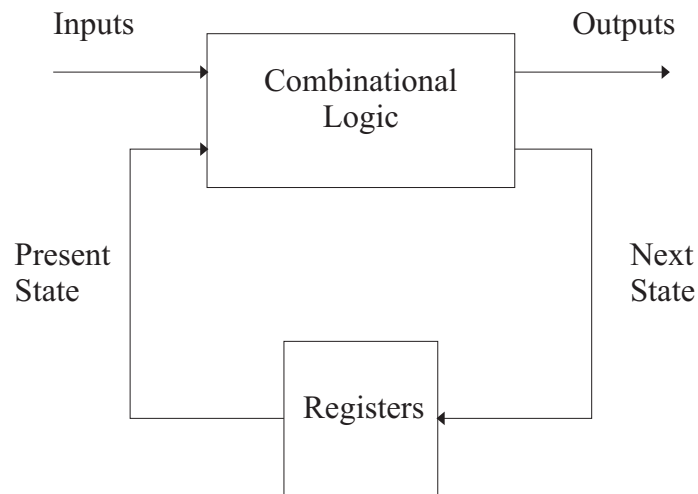 Inputs
Outputs
Combinational
Logic
Present
State
Next
State
Registers